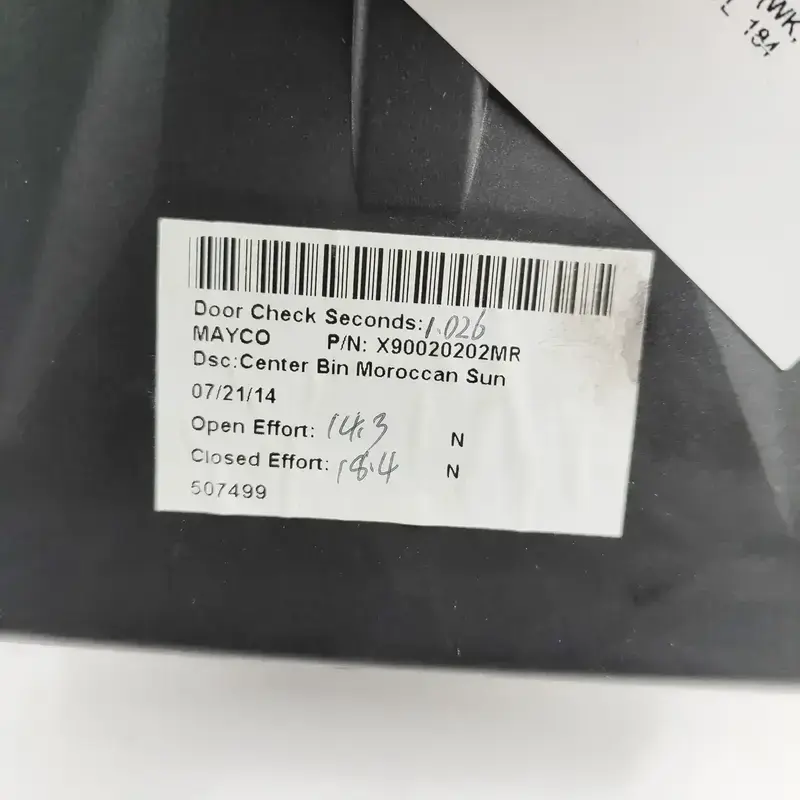 L 184
Door Check Seconds: 1.026
MAYCO P/N: X90020202MR
Dsc:Center Bin Moroccan Sun
07/21/14
Open Effort: 14.3 N
Closed Effort: 18.4 N
507499